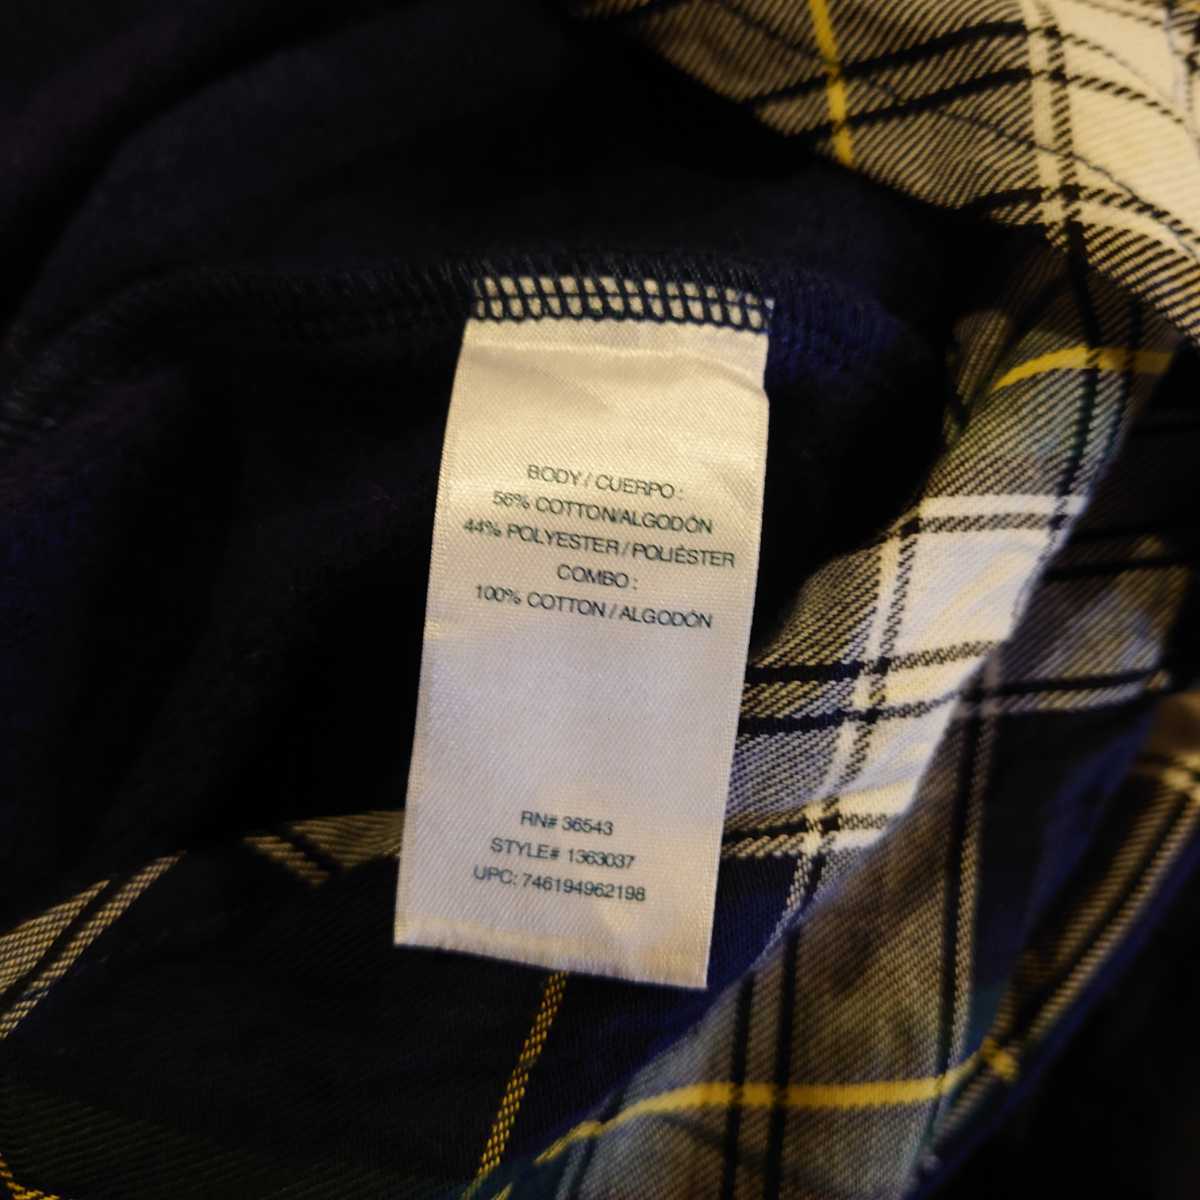 BODY / CUERPO :
56% COTTON/ALGODÓN
44% POLYESTER / POLIÉSTER
COMBO :
100% COTTON / ALGODÓN
RN# 36543
STYLE# 1363037
UPC: 746194962198